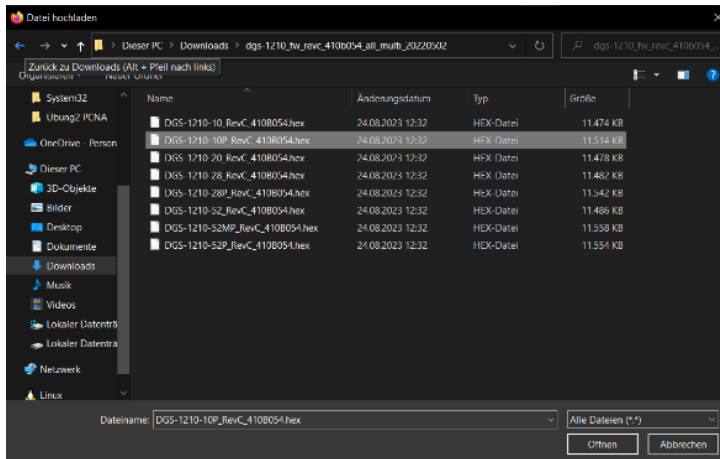 Datei hochladen
Dieser PC > Downloads > dgs-1210_fw_revc_410b054_all_multi_20220502
dgs-1210_fw_revc_410b054_...
Zurück zu Downloads (Alt + Pfeil nach links)
Organisieren Neuer Ordner
Name Änderungsdatum Typ Größe
System32
Übung2 PCNA
OneDrive - Person
Dieser PC
3D-Objekte
Bilder
Desktop
Dokumente
Downloads
Musik
Videos
Lokaler Datenträ
Lokaler Datenträ
Netzwerk
Linux
DGS-1210-10_RevC_410B054.hex 24.08.2023 12:32 HEX-Datei 11.474 KB
DGS-1210-10P_RevC_410B054.hex 24.08.2023 12:32 HEX-Datei 11.514 KB
DGS-1210-20_RevC_410B054.hex 24.08.2023 12:32 HEX-Datei 11.478 KB
DGS-1210-28_RevC_410B054.hex 24.08.2023 12:32 HEX-Datei 11.482 KB
DGS-1210-28P_RevC_410B054.hex 24.08.2023 12:32 HEX-Datei 11.542 KB
DGS-1210-52_RevC_410B054.hex 24.08.2023 12:32 HEX-Datei 11.486 KB
DGS-1210-52MP_RevC_410B054.hex 24.08.2023 12:32 HEX-Datei 11.558 KB
DGS-1210-52P_RevC_410B054.hex 24.08.2023 12:32 HEX-Datei 11.554 KB
Dateiname: DGS-1210-10P_RevC_410B054.hex Alle Dateien (*.*)
Öffnen Abbrechen